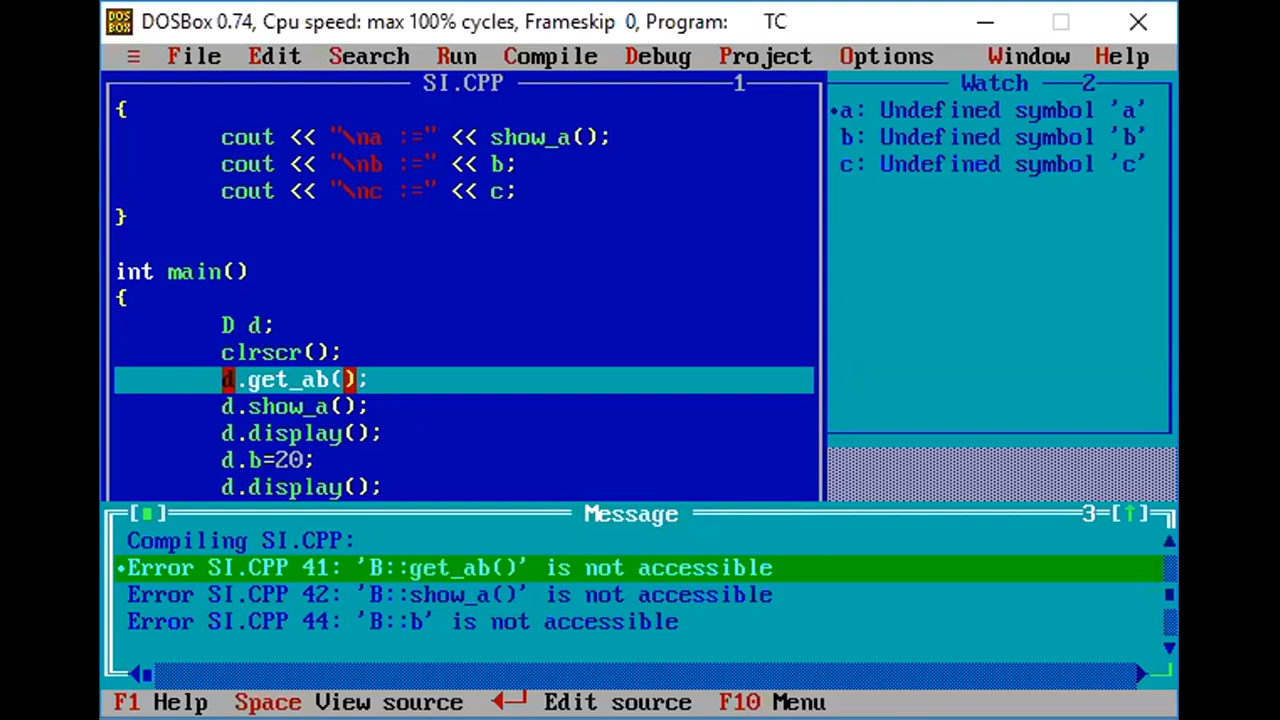 DOSBox 0.74, Cpu speed: max 100% cycles, Frameskip 0, Program: TC
≡ File Edit Search Run Compile Debug Project Options Window Help
SI.CPP 1
{
cout << "\na :=" << show_a();
cout << "\nb :=" << b;
cout << "\nc :=" << c;
}
int main()
{
D d;
clrscr();
d.get_ab();
d.show_a();
d.display();
d.b=20;
d.display();
Watch 2
•a: Undefined symbol 'a'
b: Undefined symbol 'b'
c: Undefined symbol 'c'
[■] Message 3=[↑]
Compiling SI.CPP:
•Error SI.CPP 41: 'B::get_ab()' is not accessible
Error SI.CPP 42: 'B::show_a()' is not accessible
Error SI.CPP 44: 'B::b' is not accessible
F1 Help Space View source ←┘ Edit source F10 Menu